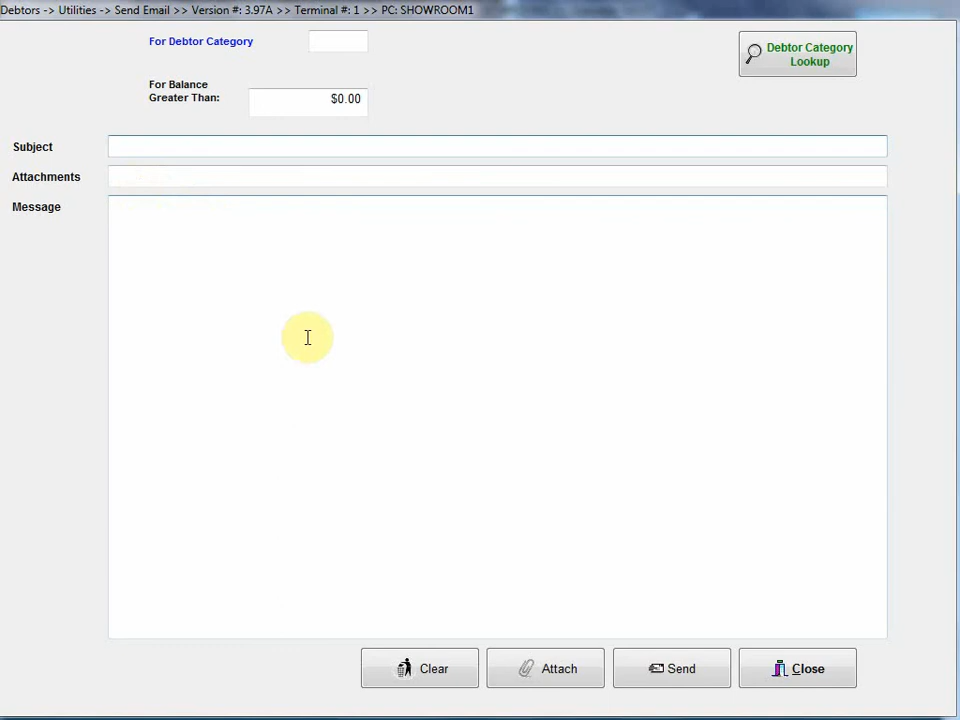 Debtors -> Utilities -> Send Email >> Version #: 3.97A >> Terminal #: 1 >> PC: SHOWROOM1
For Debtor Category
Debtor Category
Lookup
For Balance
Greater Than:
$0.00
Subject
Attachments
Message
Clear
Attach
Send
Close